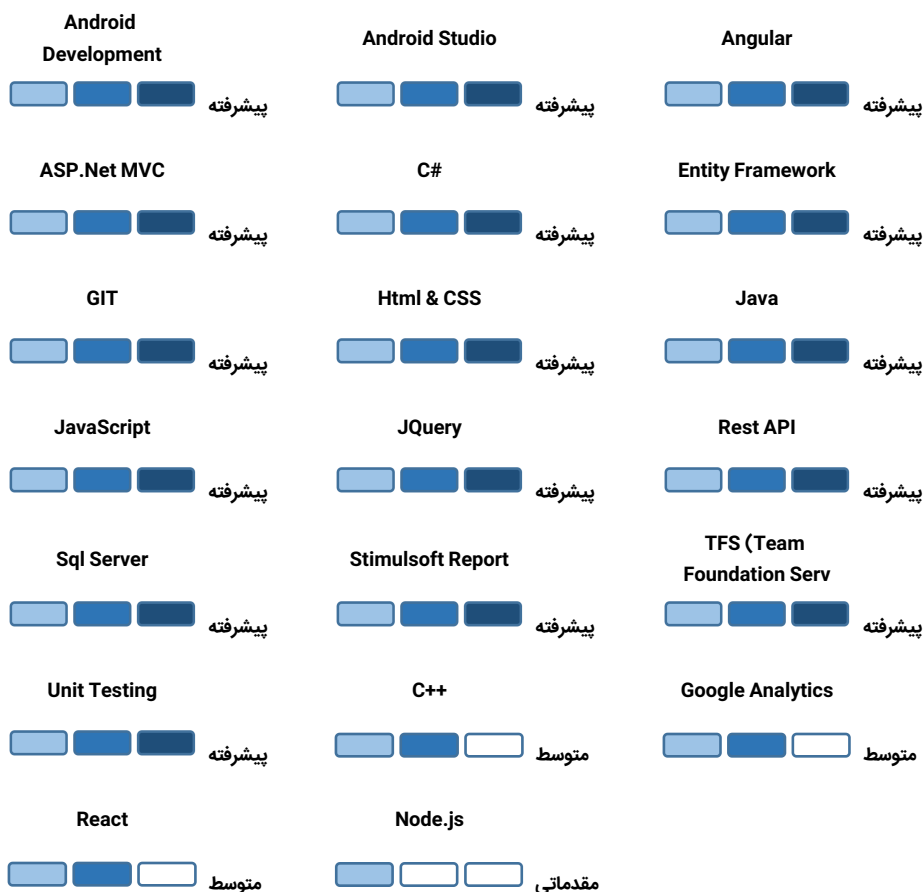 Android
Development
پیشرفته
Android Studio
پیشرفته
Angular
پیشرفته
ASP.Net MVC
پیشرفته
C#
پیشرفته
Entity Framework
پیشرفته
GIT
پیشرفته
Html & CSS
پیشرفته
Java
پیشرفته
JavaScript
پیشرفته
JQuery
پیشرفته
Rest API
پیشرفته
Sql Server
پیشرفته
Stimulsoft Report
پیشرفته
TFS (Team
Foundation Serv
پیشرفته
Unit Testing
پیشرفته
C++
متوسط
Google Analytics
متوسط
React
متوسط
Node.js
مقدماتی